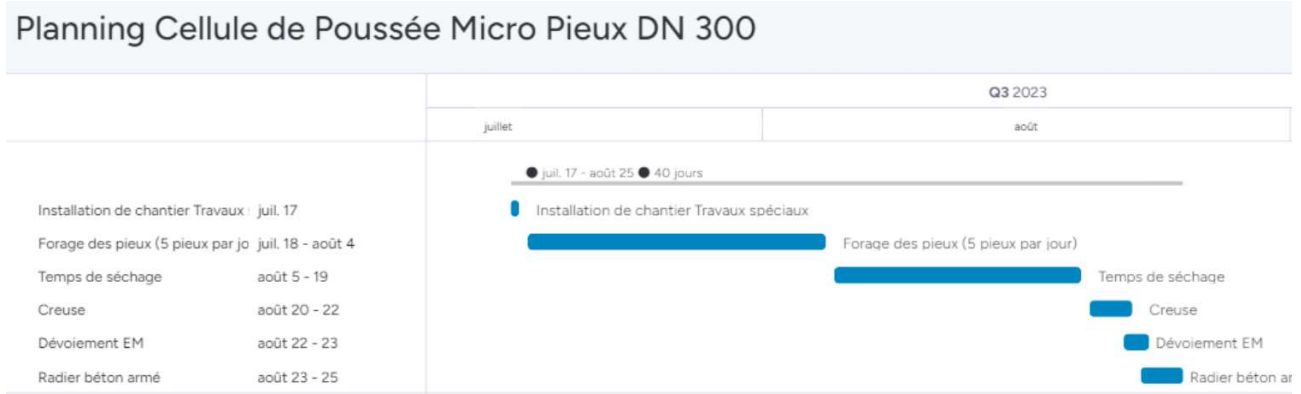 Planning Cellule de Poussée Micro Pieux DN 300
Q3 2023
juillet août
juil. 17 - août 25 40 jours
Installation de chantier Travaux juil. 17 Installation de chantier Travaux spéciaux
Forage des pieux (5 pieux par jo juil. 18 - août 4 Forage des pieux (5 pieux par jour)
Temps de séchage août 5 - 19 Temps de séchage
Creuse août 20 - 22 Creuse
Dévoiement EM août 22 - 23 Dévoiement EM
Radier béton armé août 23 - 25 Radier béton ar